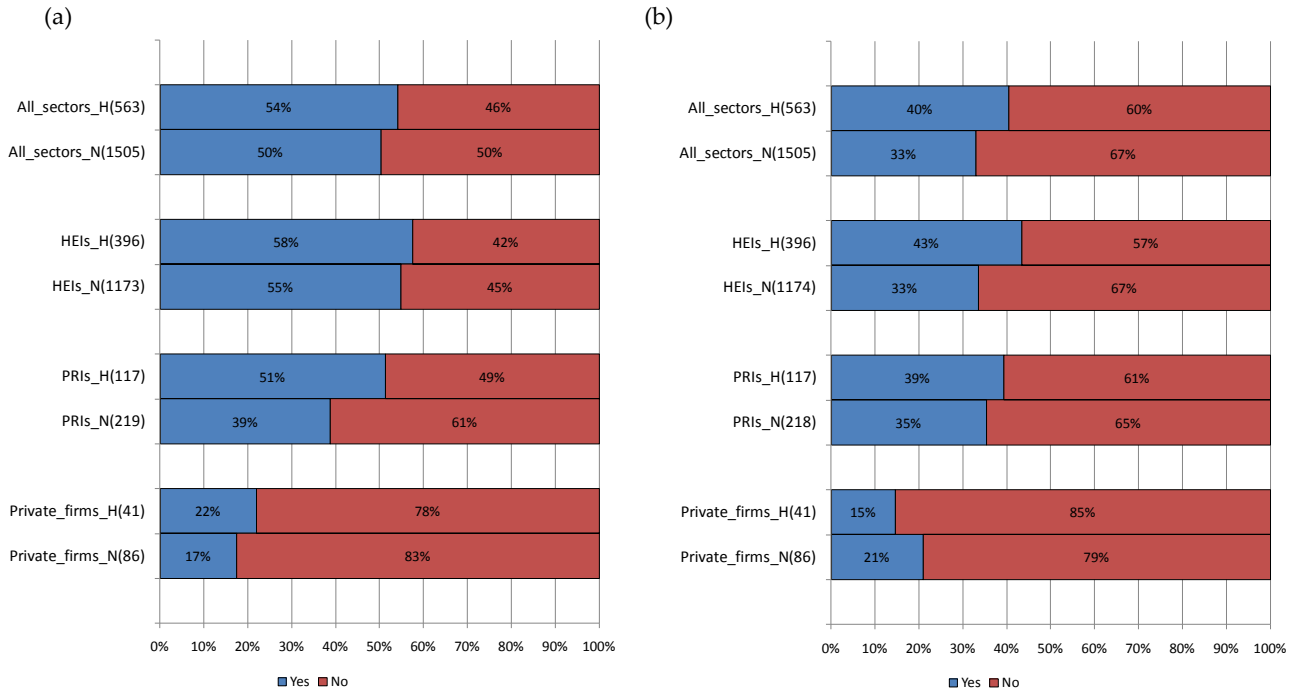 (a)
All_sectors_H(563) 54% 46%
All_sectors_N(1505) 50% 50%
HEIs_H(396) 58% 42%
HEIs_N(1173) 55% 45%
PRIs_H(117) 51% 49%
PRIs_N(219) 39% 61%
Private_firms_H(41) 22% 78%
Private_firms_N(86) 17% 83%
0% 10% 20% 30% 40% 50% 60% 70% 80% 90% 100%
Yes No
(b)
All_sectors_H(563) 40% 60%
All_sectors_N(1505) 33% 67%
HEIs_H(396) 43% 57%
HEIs_N(1174) 33% 67%
PRIs_H(117) 39% 61%
PRIs_N(218) 35% 65%
Private_firms_H(41) 15% 85%
Private_firms_N(86) 21% 79%
0% 10% 20% 30% 40% 50% 60% 70% 80% 90% 100%
Yes No